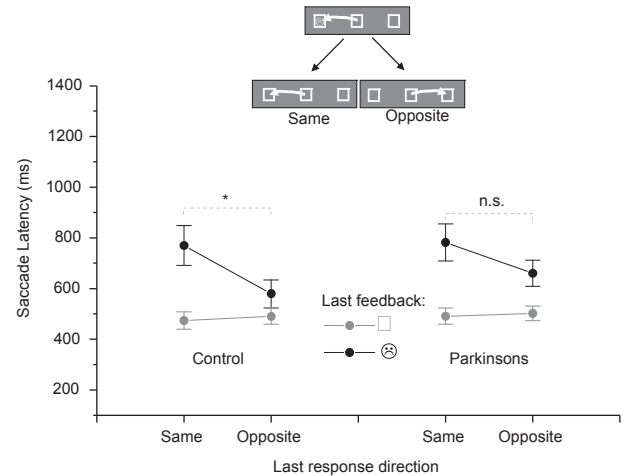 Same
Opposite
Saccade Latency (ms)
1400
1200
1000
800
600
400
200
*
n.s.
Last feedback:
Control
Parkinsons
Same
Opposite
Same
Opposite
Last response direction